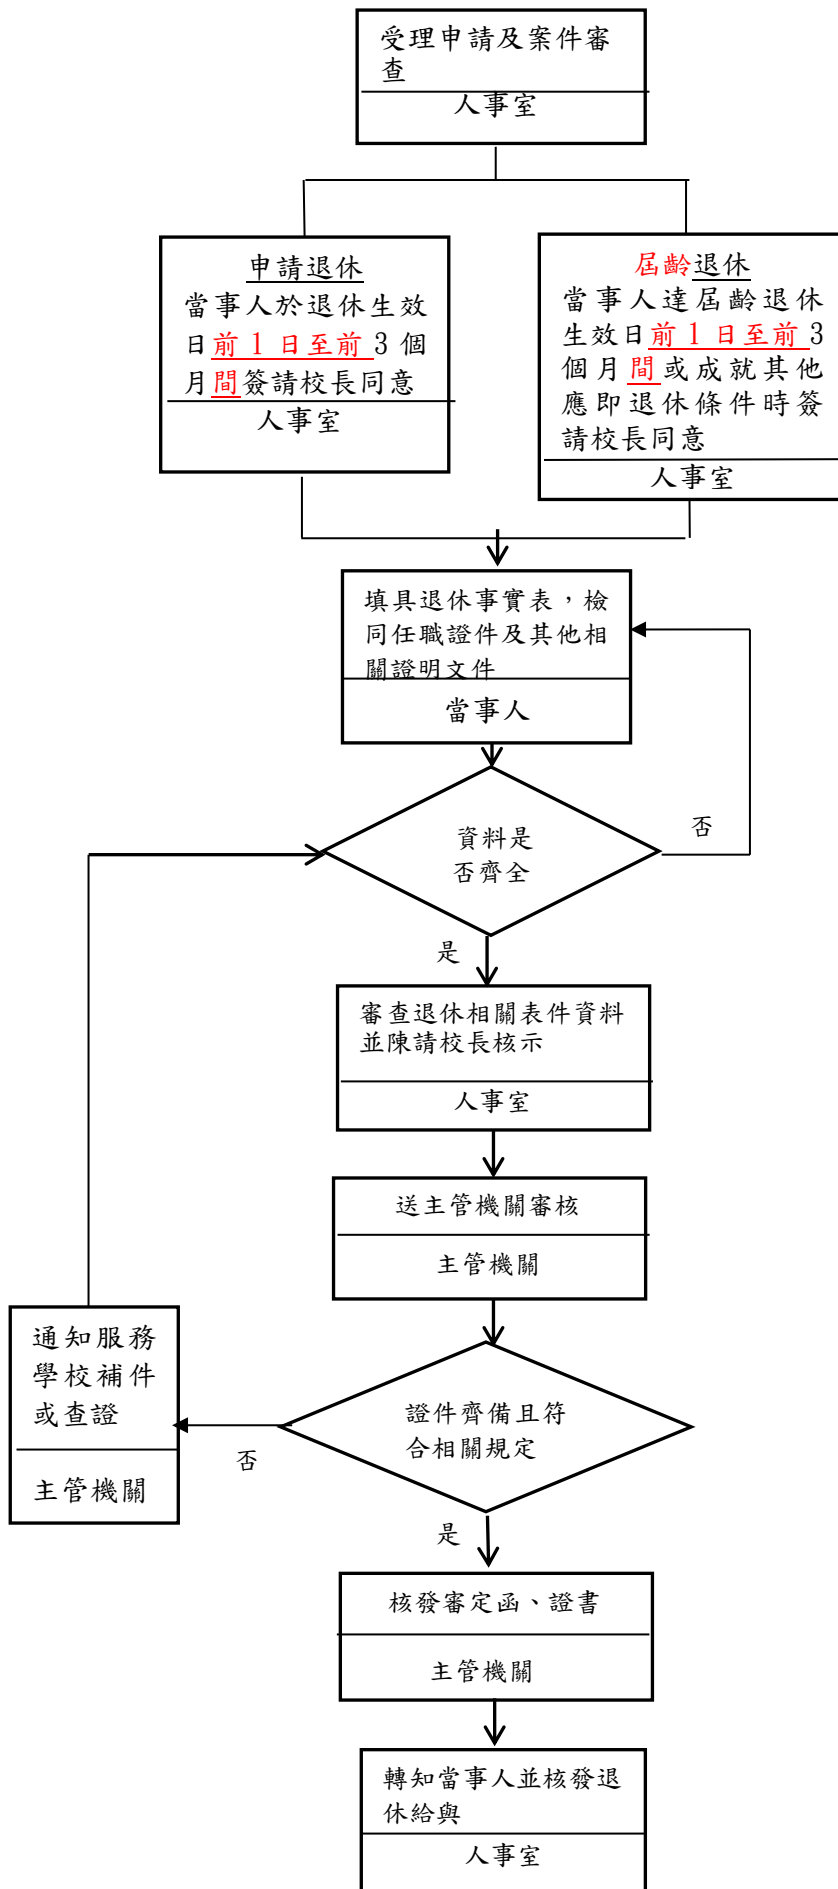 受理申請及案件審
查
人事室
申請退休
當事人於退休生效
日前 1 日至前 3 個
月間簽請校長同意
人事室
屆齡退休
當事人達屆齡退休
生效日前 1 日至前 3
個月間或成就其他
應即退休條件時簽
請校長同意
人事室
填具退休事實表，檢
同任職證件及其他相
關證明文件
當事人
資料是
否齊全
否
是
審查退休相關表件資料
並陳請校長核示
人事室
送主管機關審核
主管機關
通知服務
學校補件
或查證
主管機關
證件齊備且符
合相關規定
否
是
核發審定函、證書
主管機關
轉知當事人並核發退
休給與
人事室